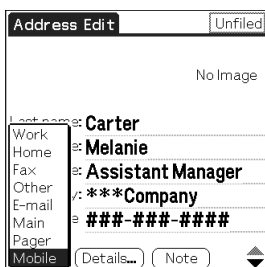 Address Edit Unfiled
No Image
Last name: Carter
Work
Home e: Melanie
Fax e: Assistant Manager
Other
E-mail y: ***Company
Main e ###-###-####
Pager
Mobile Details... Note